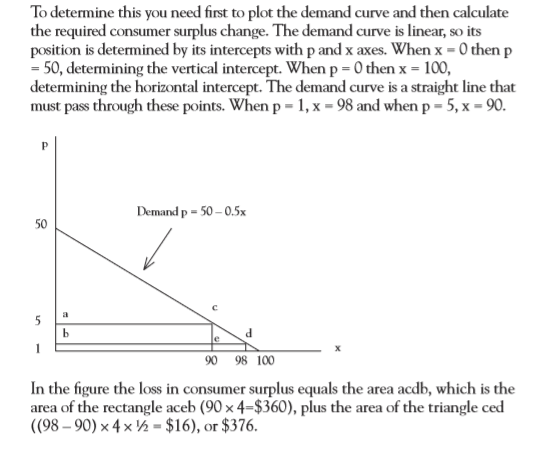 To determine this you need first to plot the demand curve and then calculate
the required consumer surplus change. The demand curve is linear, so its
position is determined by its intercepts with p and x axes. When x = 0 then p
= 50, determining the vertical intercept. When p = 0 then x = 100,
determining the horizontal intercept. The demand curve is a straight line that
must pass through these points. When p = 1, x = 98 and when p = 5, x = 90.
P
Demand p = 50 – 0.5x
50
c
5 a
b e d
1 x
90 98 100
In the figure the loss in consumer surplus equals the area acdb, which is the
area of the rectangle aceb (90 × 4=$360), plus the area of the triangle ced
((98 – 90) × 4 × ½ = $16), or $376.